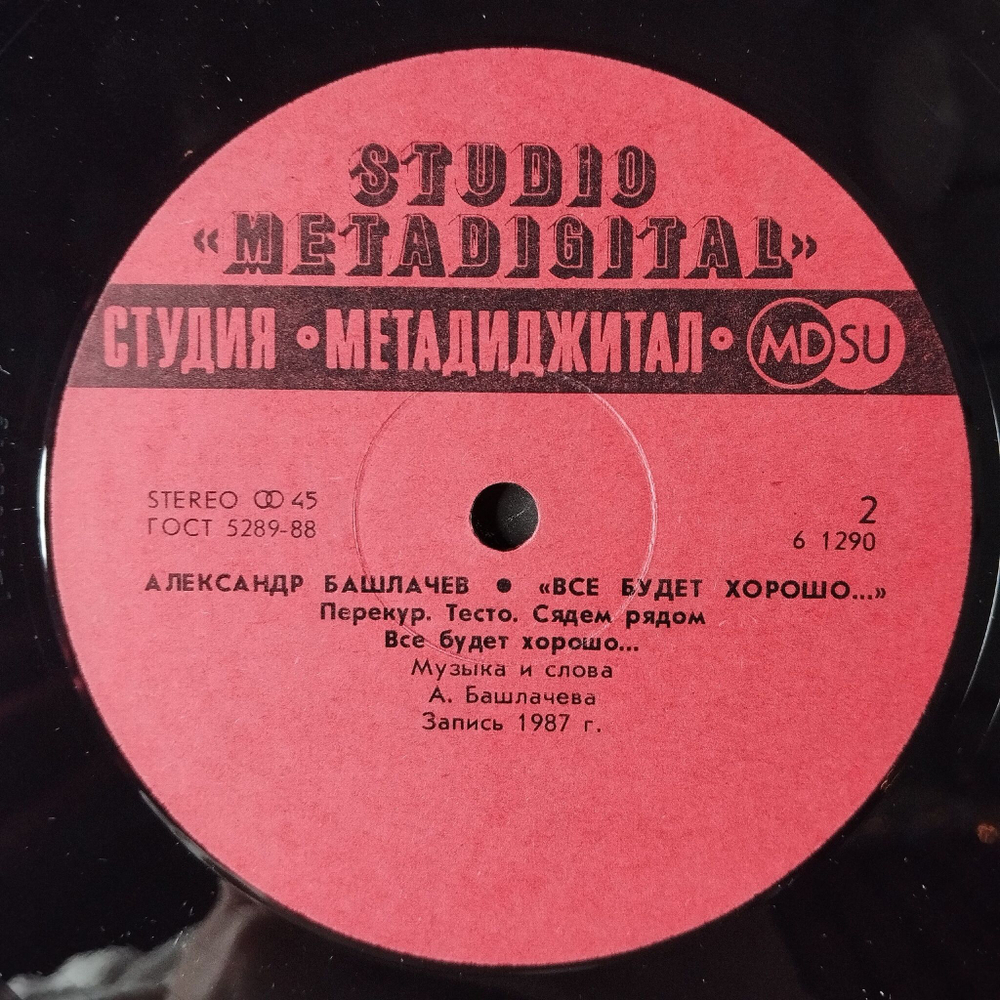 STUDIO
«METADIGITAL»
СТУДИЯ •МЕТАДИДЖИТАЛ• MDSU
STEREO ꝏ 45
ГОСТ 5289-88
2
6 1290
АЛЕКСАНДР БАШЛАЧЕВ ● «ВСЕ БУДЕТ ХОРОШО...»
Перекур. Тесто. Сядем рядом
Все будет хорошо...
Музыка и слова
А. Башлачева
Запись 1987 г.